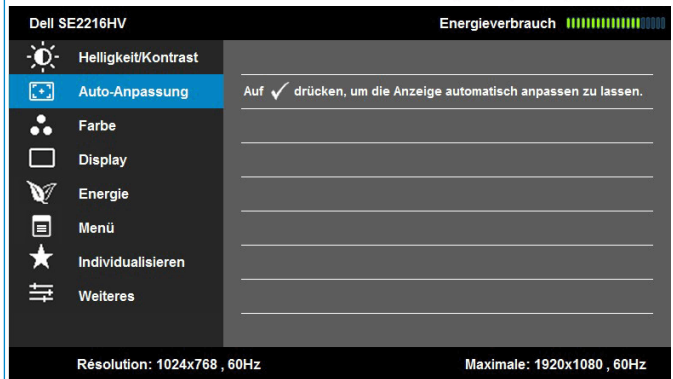 Dell SE2216HV Energieverbrauch
Helligkeit/Kontrast
Auto-Anpassung Auf ✓ drücken, um die Anzeige automatisch anpassen zu lassen.
Farbe
Display
Energie
Menü
Individualisieren
Weiteres
Résolution: 1024x768 , 60Hz Maximale: 1920x1080 , 60Hz